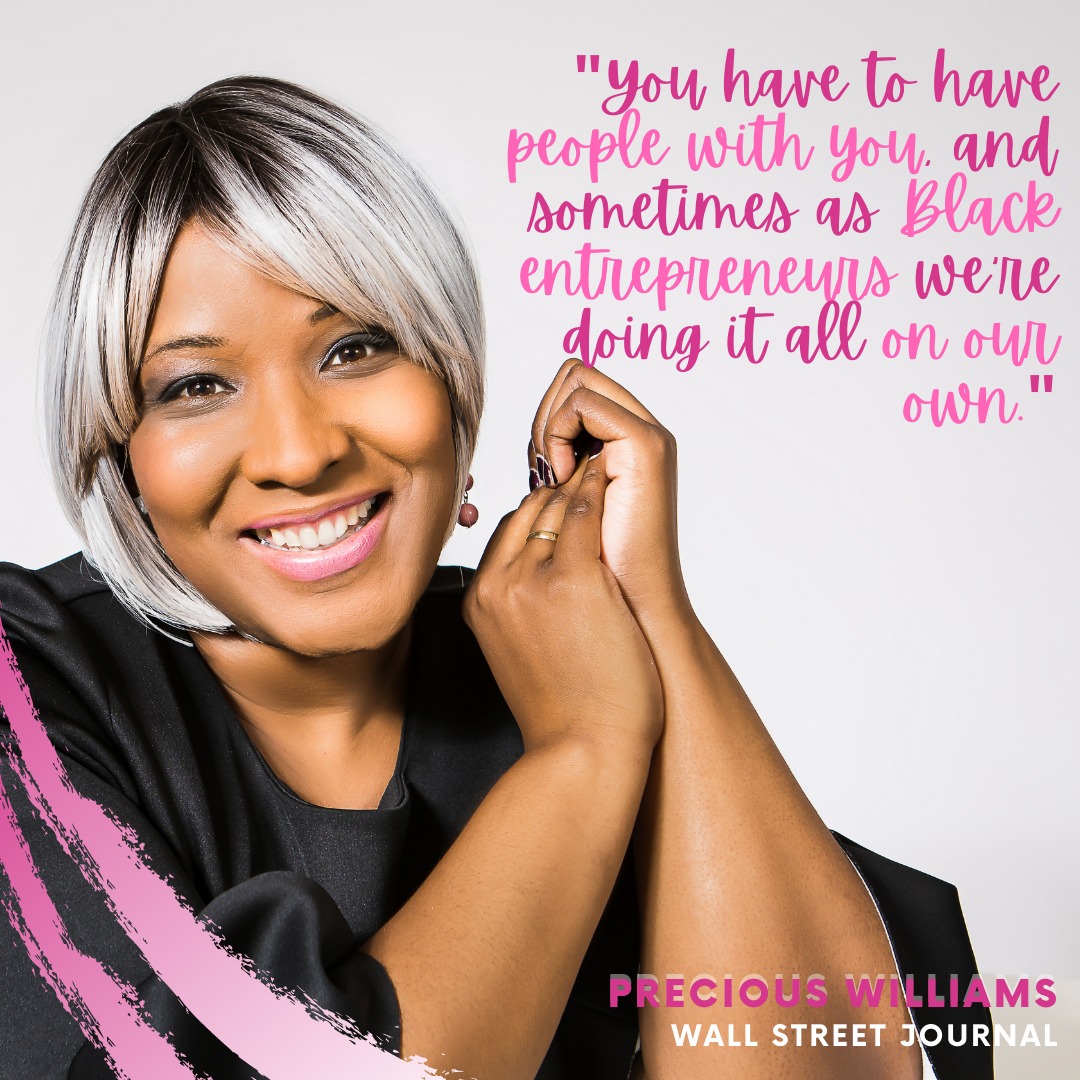 "You have to have
people with you, and
sometimes as Black
entrepreneurs we're
doing it all on our
own."
PRECIOUS WILLIAMS
WALL STREET JOURNAL